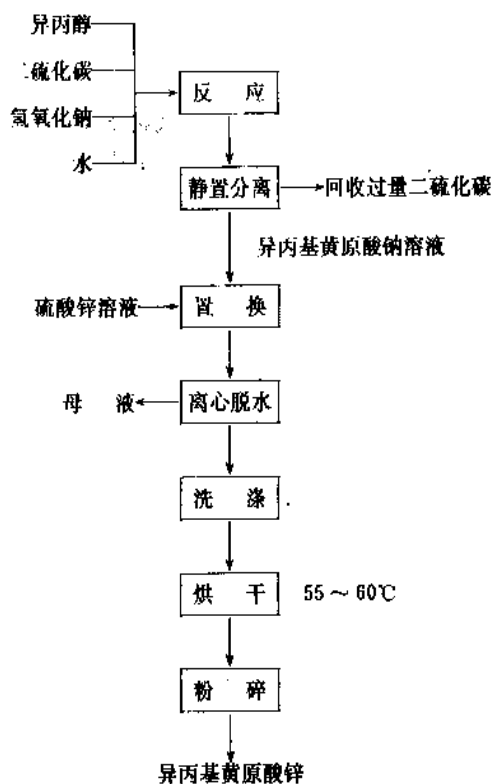 异丙醇
二硫化碳
氢氧化钠
水
反 应
静置分离
回收过量二硫化碳
异丙基黄原酸钠溶液
硫酸锌溶液
置 换
母 液
离心脱水
洗 涤
烘 干
55～60℃
粉 碎
异丙基黄原酸锌